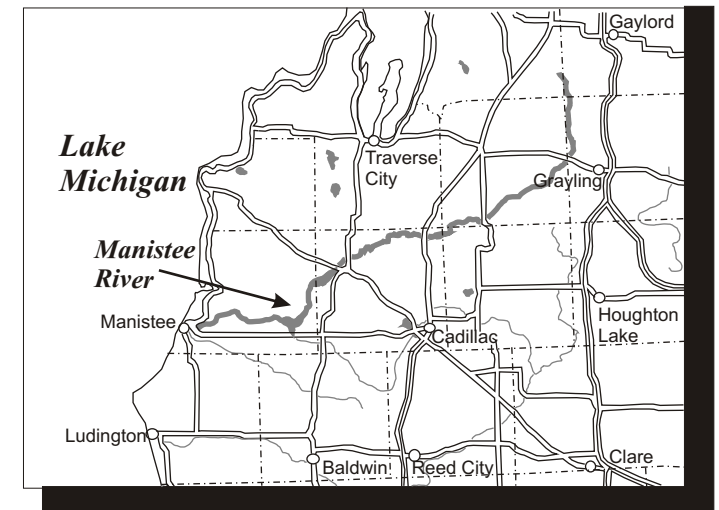 Gaylord
Lake
Michigan
Traverse
City
Grayling
Manistee
River
Manistee
Houghton
Lake
Cadillac
Ludington
Baldwin
Reed City
Clare